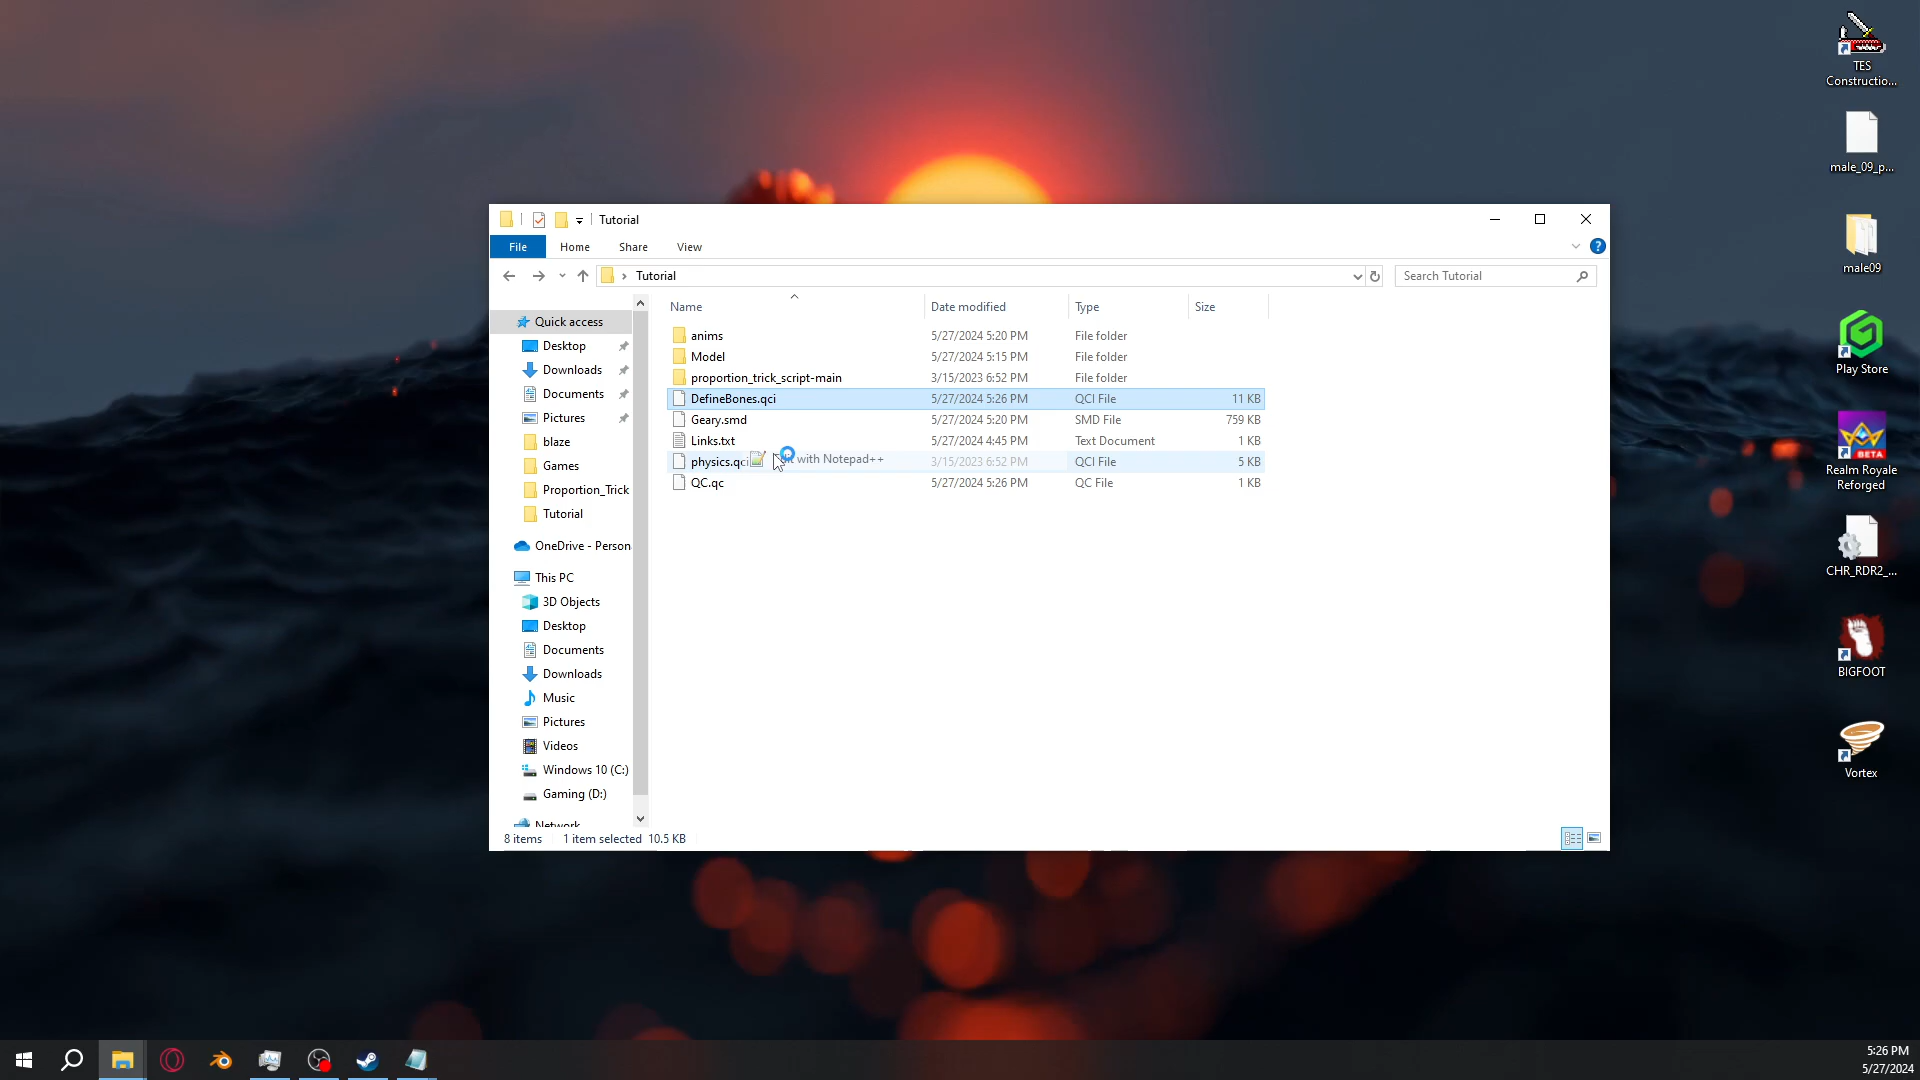 TES
Constructio...
male_09_p...
male09
Play Store
Realm Royale
Reforged
CHR_RDR2_...
BIGFOOT
Vortex
Tutorial
File Home Share View
Tutorial
Search Tutorial
Quick access
Desktop
Downloads
Documents
Pictures
blaze
Games
Proportion_Trick
Tutorial
OneDrive - Person
This PC
3D Objects
Desktop
Documents
Downloads
Music
Pictures
Videos
Windows 10 (C:)
Gaming (D:)
Network
Name Date modified Type Size
anims 5/27/2024 5:20 PM File folder
Model 5/27/2024 5:15 PM File folder
proportion_trick_script-main 3/15/2023 6:52 PM File folder
DefineBones.qci 5/27/2024 5:26 PM QCI File 11 KB
Geary.smd 5/27/2024 5:20 PM SMD File 759 KB
Links.txt 5/27/2024 4:45 PM Text Document 1 KB
with Notepad++
physics.qci 3/15/2023 6:52 PM QCI File 5 KB
QC.qc 5/27/2024 5:26 PM QC File 1 KB
8 items 1 item selected 10.5 KB
5:26 PM
5/27/2024